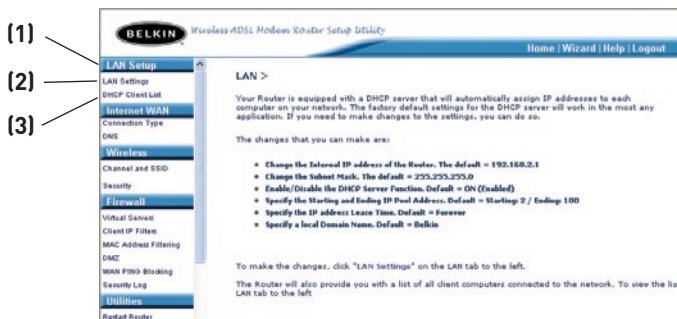 (1)
(2)
(3)
BELKIN
Wireless ADSL Modem Router Setup Utility
Home | Wizard | Help | Logout
LAN Setup
LAN Settings
DHCP Client List
Internet WAN
Connection Type
DNS
Wireless
Channel and SSID
Security
Firewall
Virtual Servers
Client IP Filters
MAC Address Filtering
DMZ
WAN PING Blocking
Security Log
Utilities
Restart Router
LAN >
Your Router is equipped with a DHCP server that will automatically assign IP addresses to each
computer on your network. The factory default settings for the DHCP server will work in the most any
application. If you need to make changes to the settings, you can do so.
The changes that you can make are:
Change the Internal IP address of the Router. The default = 192.168.2.1
Change the Subnet Mask. The default = 255.255.255.0
Enable/Disable the DHCP Server Function. Default = ON (Enabled)
Specify the Starting and Ending IP Pool Address. Default = Starting: 2 / Ending: 100
Specify the IP address Lease Time. Default = Forever
Specify a local Domain Name. Default = Belkin
To make the changes, click "LAN Settings" on the LAN tab to the left.
The Router will also provide you with a list of all client computers connected to the network. To view the lis
LAN tab to the left